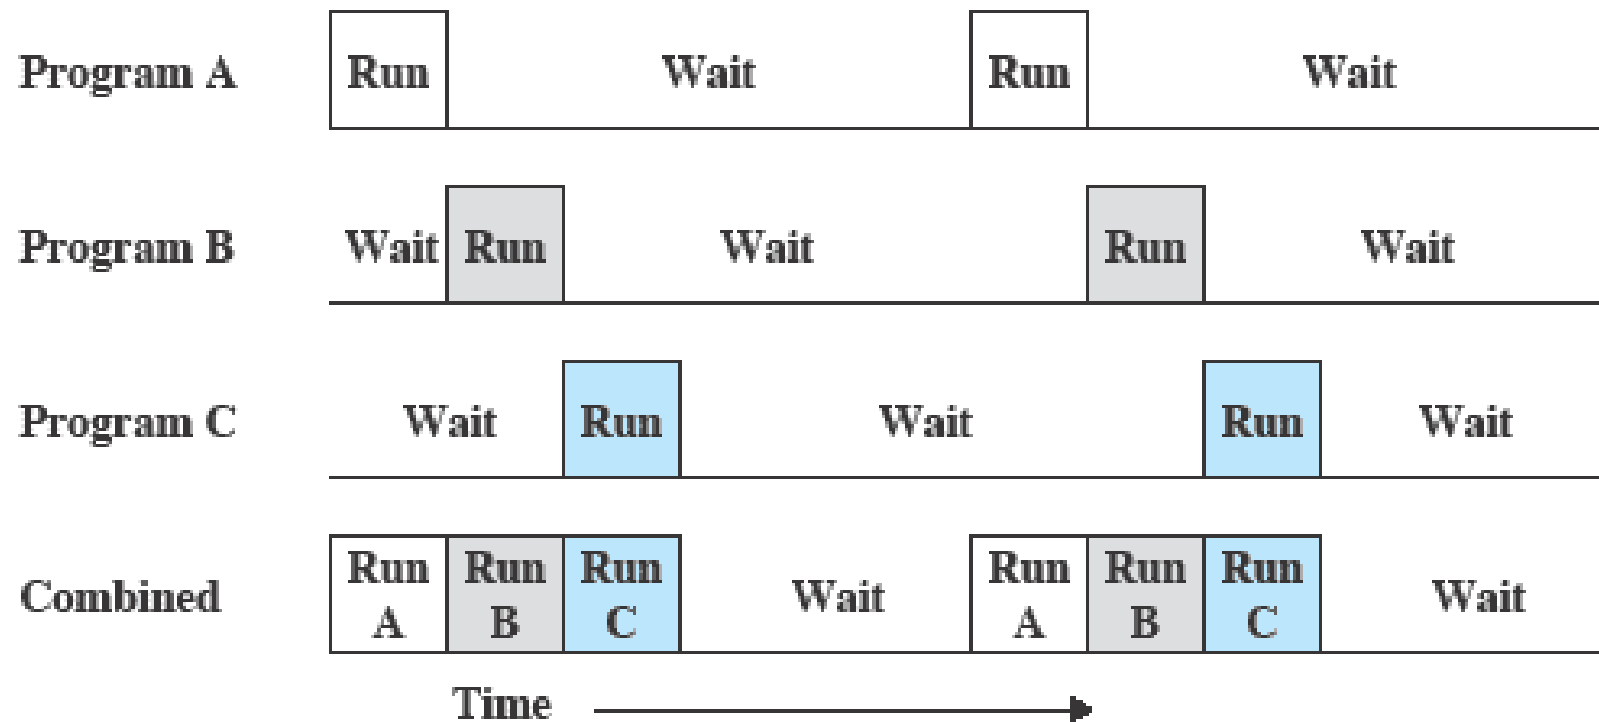 Program A Run Wait Run Wait
Program B Wait Run Wait Run Wait
Program C Wait Run Wait Run Wait
Combined Run A Run B Run C Wait Run A Run B Run C Wait
Time